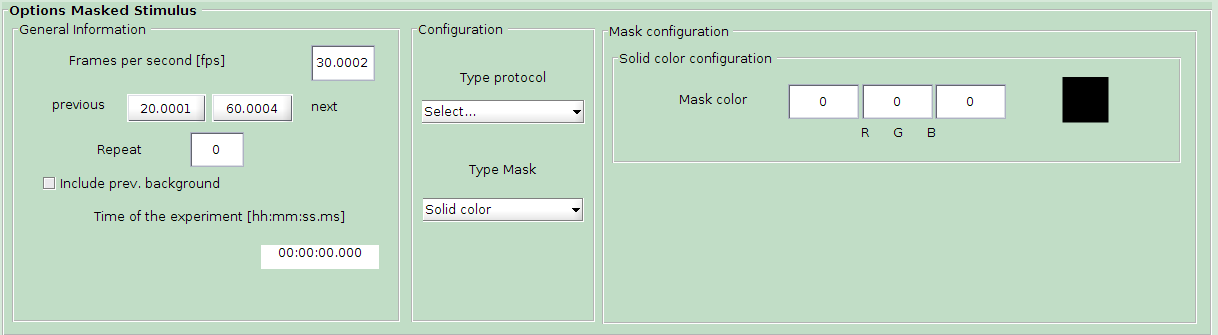 Options Masked Stimulus
General Information
Frames per second [fps]
30.0002
previous
20.0001
60.0004
next
Repeat
0
Include prev. background
Time of the experiment [hh:mm:ss.ms]
00:00:00.000
Configuration
Type protocol
Select...
Type Mask
Solid color
Mask configuration
Solid color configuration
Mask color
0
0
0
R G B